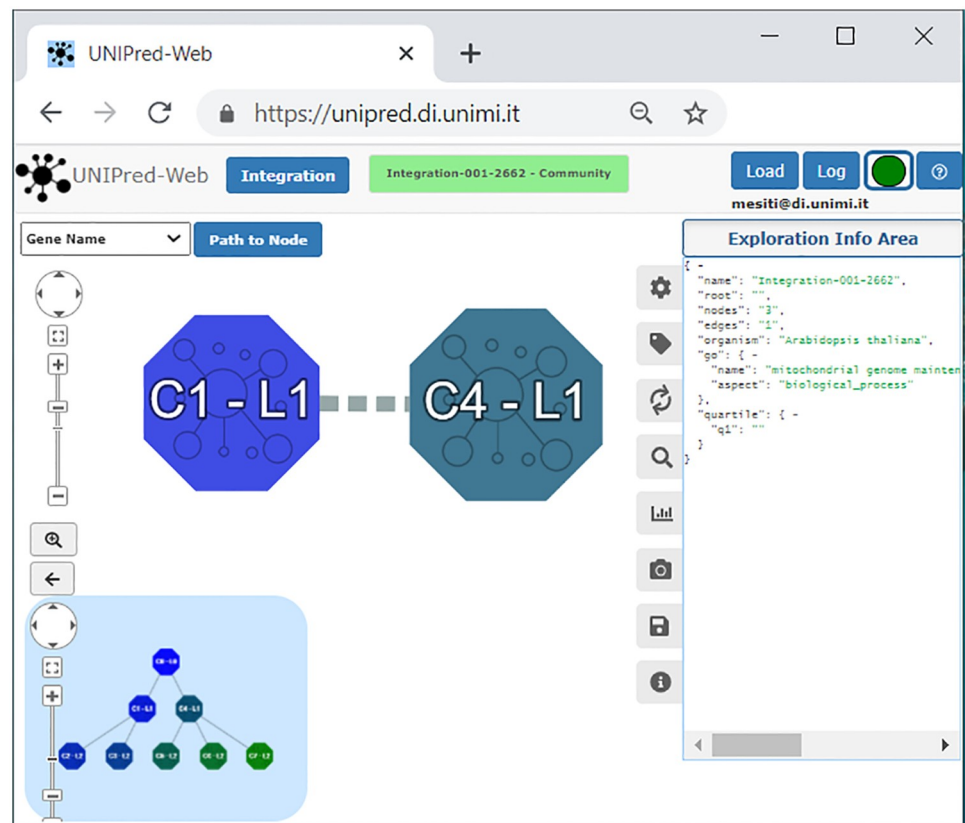 UNIPred-Web
https://unipred.di.unimi.it
UNIPred-Web
Integration
Integration-001-2662 - Community
Load
Log
mesiti@di.unimi.it
Gene Name
Path to Node
Exploration Info Area
{ -
"name": "Integration-001-2662",
"root": "",
"nodes": "3",
"edges": "1",
"organism": "Arabidopsis thaliana",
"go": { -
"name": "mitochondrial genome mainten
"aspect": "biological_process"
},
"quartile": { -
"q1": ""
}
}
C1 - L1
C4 - L1
C1 - L1
C4 - L1
C2 - L2